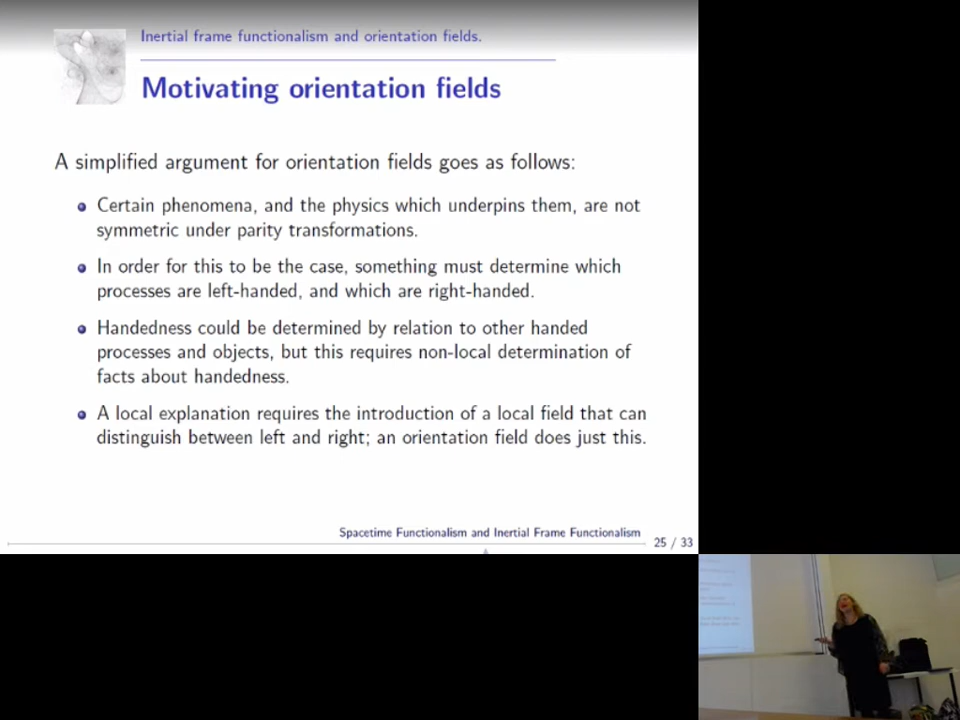 Inertial frame functionalism and orientation fields.
Motivating orientation fields
A simplified argument for orientation fields goes as follows:
Certain phenomena, and the physics which underpins them, are not
symmetric under parity transformations.
In order for this to be the case, something must determine which
processes are left-handed, and which are right-handed.
Handedness could be determined by relation to other handed
processes and objects, but this requires non-local determination of
facts about handedness.
A local explanation requires the introduction of a local field that can
distinguish between left and right; an orientation field does just this.
Spacetime Functionalism and Inertial Frame Functionalism
25 / 33